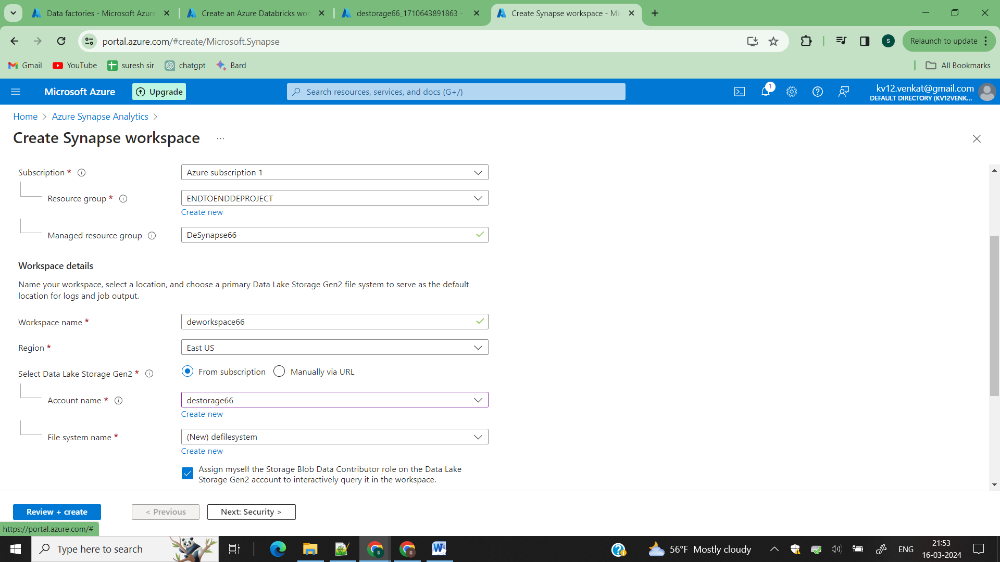 Data factories - Microsoft Azure
Create an Azure Databricks wor
destorage66_1710643891863 -
Create Synapse workspace - Mi
portal.azure.com/#create/Microsoft.Synapse
S
Relaunch to update
Gmail
YouTube
suresh sir
chatgpt
Bard
All Bookmarks
Microsoft Azure
Upgrade
Search resources, services, and docs (G+/)
1
kv12.venkat@gmail.com
DEFAULT DIRECTORY (KV12VENK...
Home > Azure Synapse Analytics >
Create Synapse workspace ...
Subscription * Azure subscription 1
Resource group * ENDTOENDDEPROJECT
Create new
Managed resource group DeSynapse66
Workspace details
Name your workspace, select a location, and choose a primary Data Lake Storage Gen2 file system to serve as the default
location for logs and job output.
Workspace name * deworkspace66
Region * East US
Select Data Lake Storage Gen2 * From subscription Manually via URL
Account name * destorage66
Create new
File system name * (New) defilesystem
Create new
Assign myself the Storage Blob Data Contributor role on the Data Lake
Storage Gen2 account to interactively query it in the workspace.
Review + create
< Previous
Next: Security >
https://portal.azure.com/#
Type here to search
56°F Mostly cloudy
ENG
21:53
16-03-2024